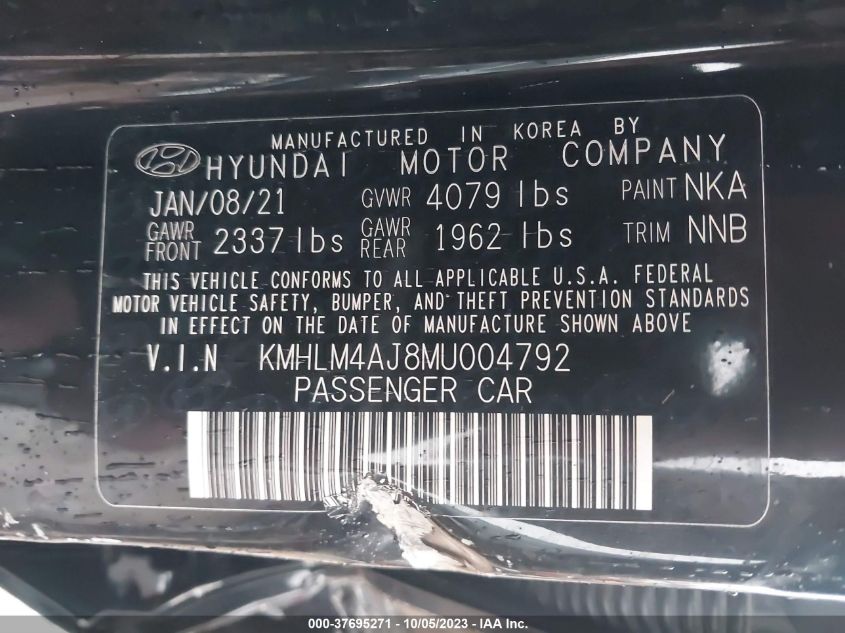 MANUFACTURED IN KOREA BY
HYUNDAI MOTOR COMPANY
JAN/08/21 GVWR 4079 lbs PAINT NKA
GAWR FRONT 2337 lbs GAWR REAR 1962 lbs TRIM NNB
THIS VEHICLE CONFORMS TO ALL APPLICABLE U.S.A. FEDERAL
MOTOR VEHICLE SAFETY, BUMPER, AND THEFT PREVENTION STANDARDS
IN EFFECT ON THE DATE OF MANUFACTURE SHOWN ABOVE
V.I.N KMHLM4AJ8MU004792
PASSENGER CAR
000-37695271 - 10/05/2023 - IAA Inc.